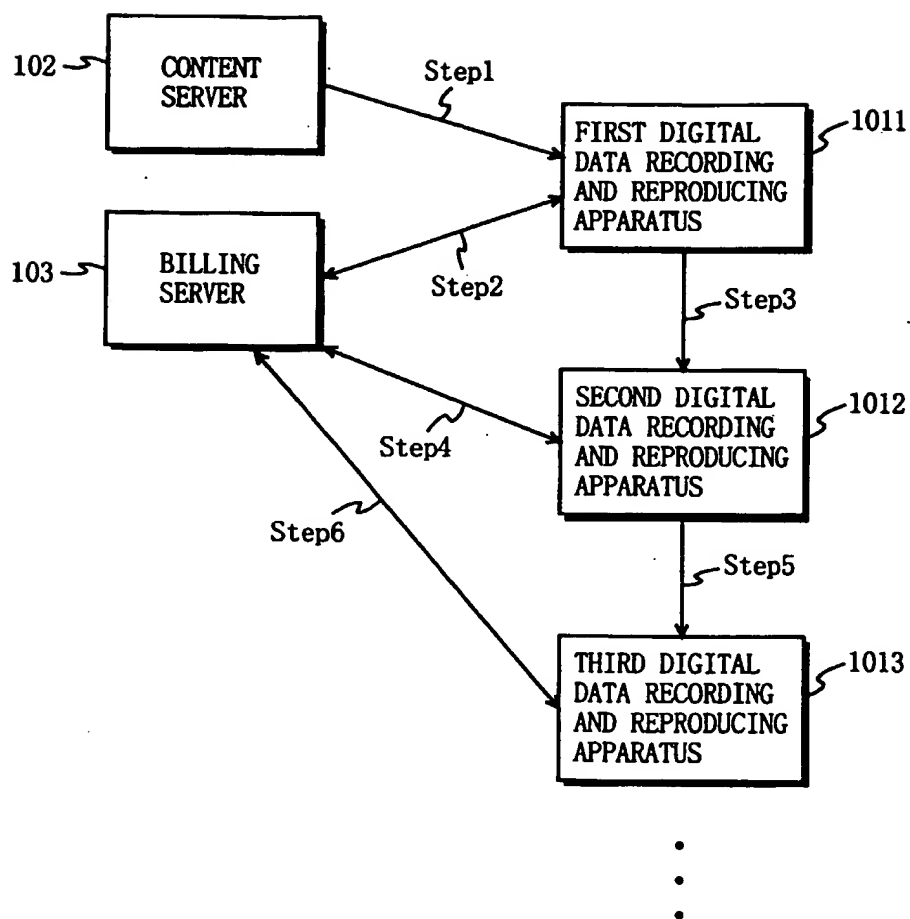 102
CONTENT
SERVER
Step1
FIRST DIGITAL
DATA RECORDING
AND REPRODUCING
APPARATUS
1011
103
BILLING
SERVER
Step2
Step3
SECOND DIGITAL
DATA RECORDING
AND REPRODUCING
APPARATUS
1012
Step4
Step6
Step5
THIRD DIGITAL
DATA RECORDING
AND REPRODUCING
APPARATUS
1013